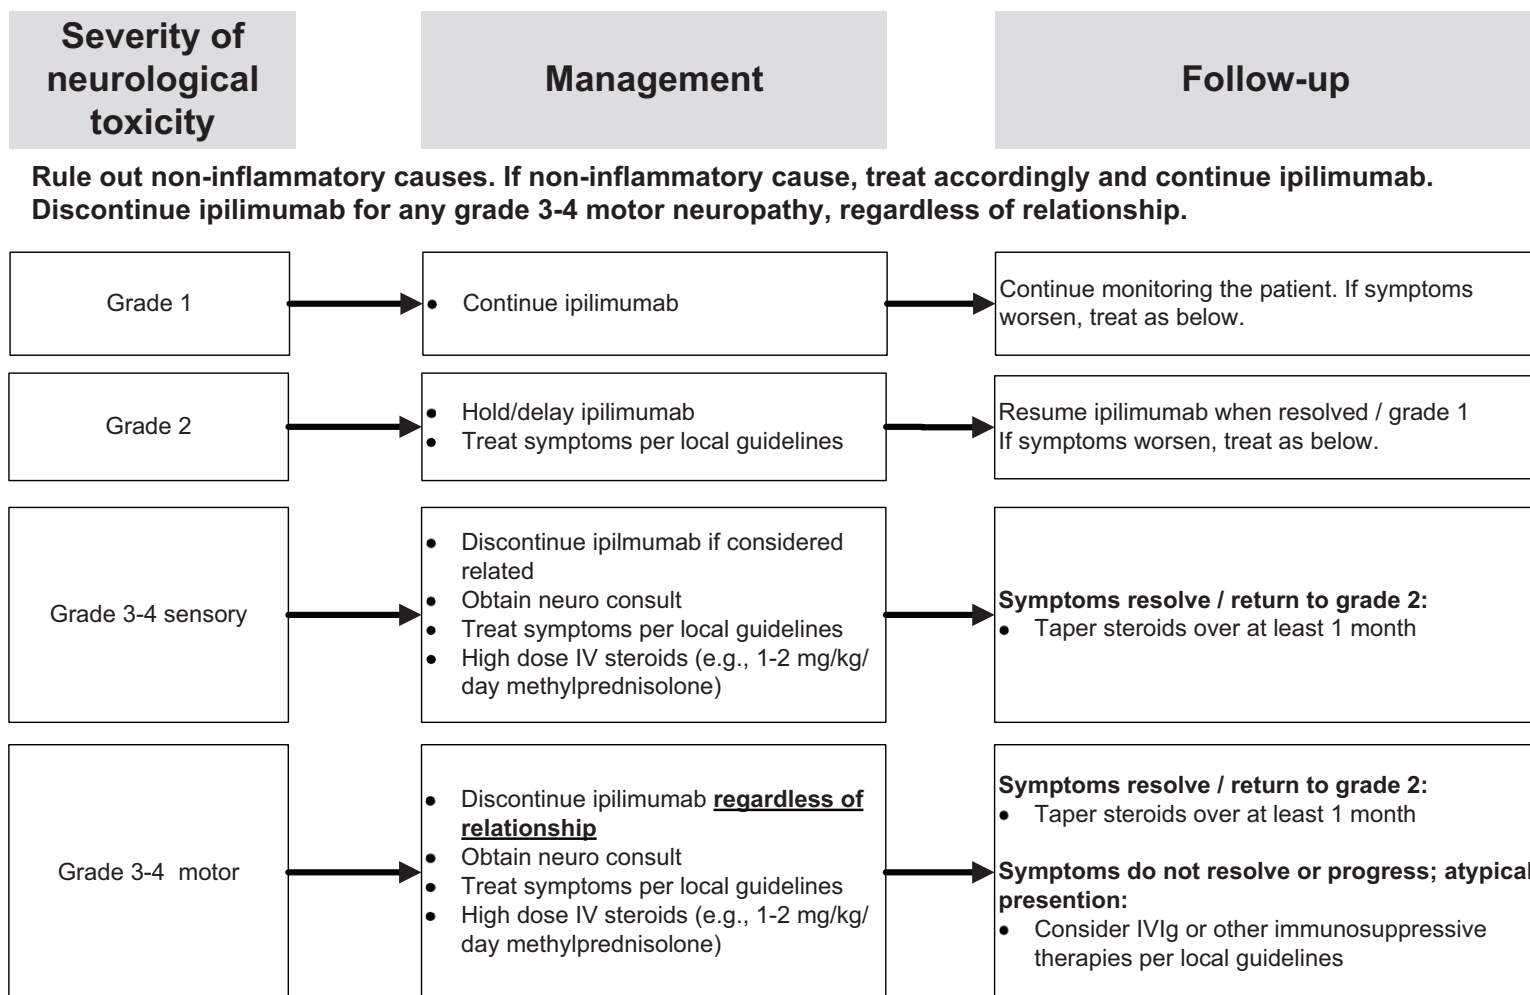 Severity of
neurological
toxicity
Management
Follow-up
Rule out non-inflammatory causes. If non-inflammatory cause, treat accordingly and continue ipilimumab.
Discontinue ipilimumab for any grade 3-4 motor neuropathy, regardless of relationship.
Grade 1
• Continue ipilimumab
Continue monitoring the patient. If symptoms
worsen, treat as below.
Grade 2
• Hold/delay ipilimumab
• Treat symptoms per local guidelines
Resume ipilimumab when resolved / grade 1
If symptoms worsen, treat as below.
Grade 3-4 sensory
• Discontinue ipilmumab if considered
related
• Obtain neuro consult
• Treat symptoms per local guidelines
• High dose IV steroids (e.g., 1-2 mg/kg/
day methylprednisolone)
Symptoms resolve / return to grade 2:
• Taper steroids over at least 1 month
Grade 3-4 motor
• Discontinue ipilimumab regardless of
relationship
• Obtain neuro consult
• Treat symptoms per local guidelines
• High dose IV steroids (e.g., 1-2 mg/kg/
day methylprednisolone)
Symptoms resolve / return to grade 2:
• Taper steroids over at least 1 month
Symptoms do not resolve or progress; atypical
presention:
• Consider IVIg or other immunosuppressive
therapies per local guidelines